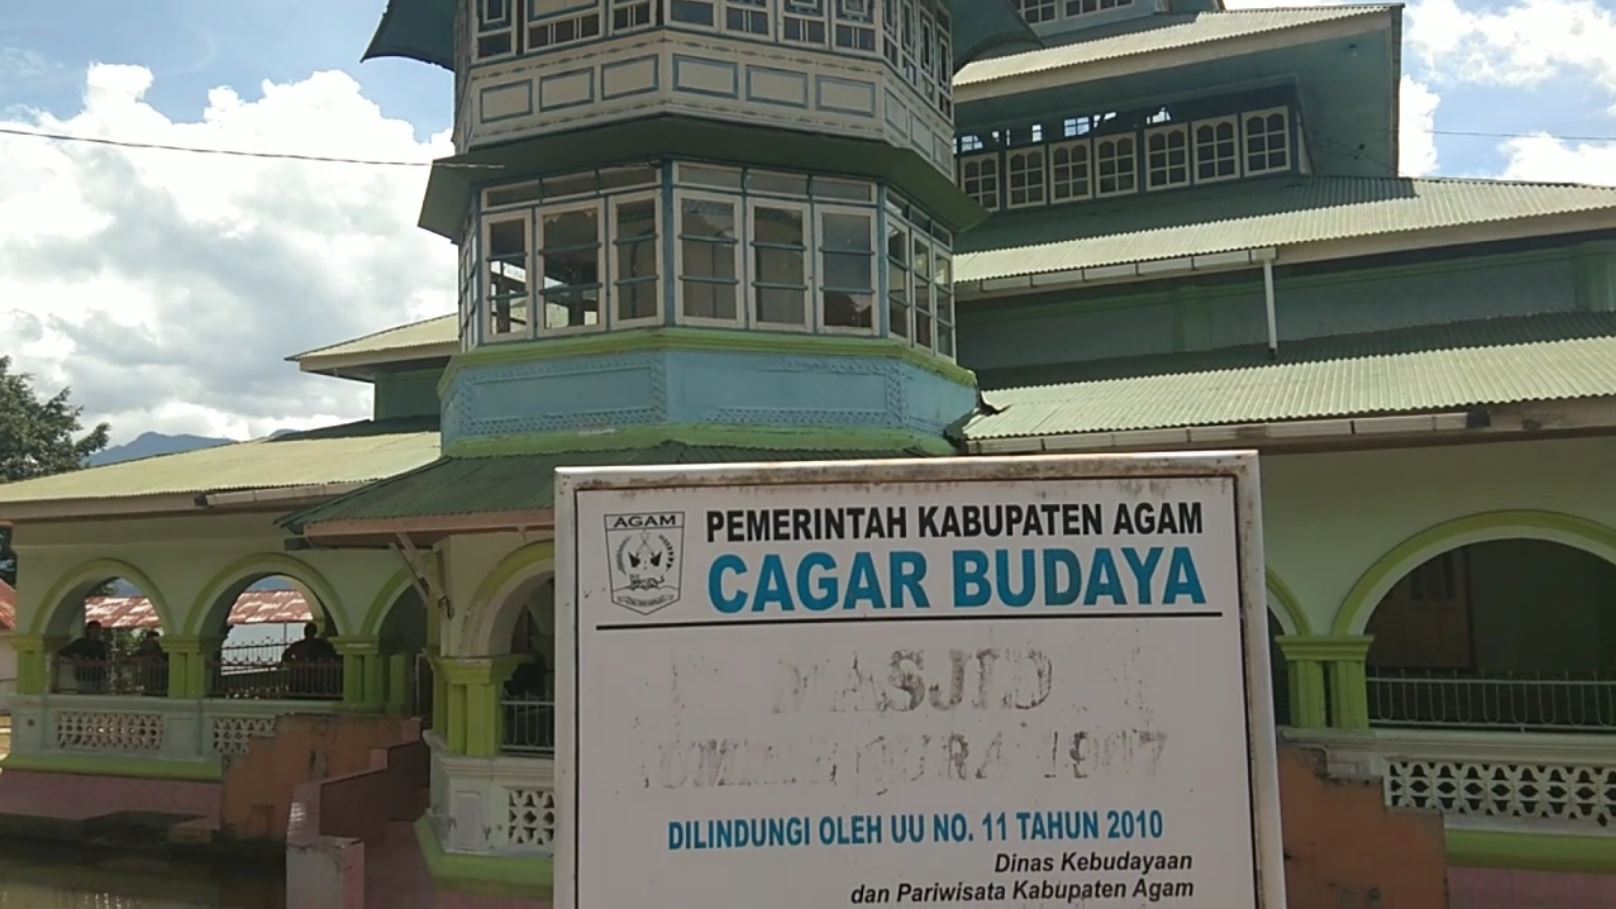 AGAM
PEMERINTAH KABUPATEN AGAM
CAGAR BUDAYA
MASJID
DILINDUNGI OLEH UU NO. 11 TAHUN 2010
Dinas Kebudayaan
dan Pariwisata Kabupaten Agam